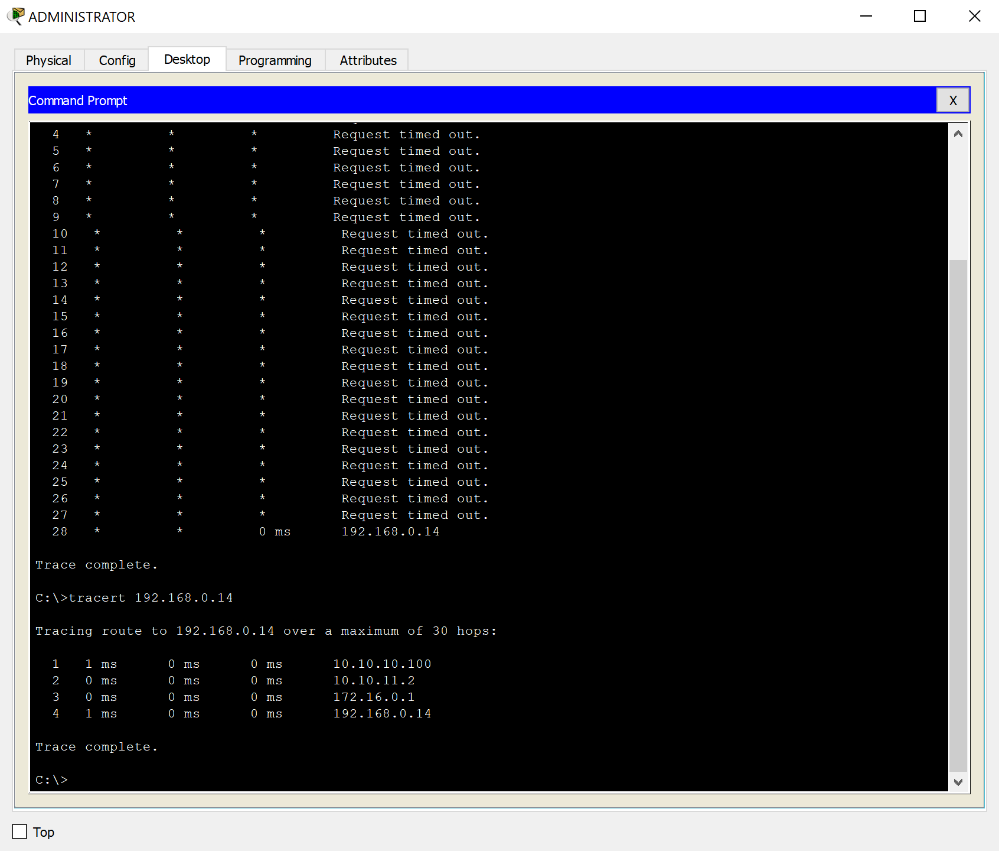 ADMINISTRATOR
Physical Config Desktop Programming Attributes
Command Prompt X
4 * * * Request timed out.
5 * * * Request timed out.
6 * * * Request timed out.
7 * * * Request timed out.
8 * * * Request timed out.
9 * * * Request timed out.
10 * * * Request timed out.
11 * * * Request timed out.
12 * * * Request timed out.
13 * * * Request timed out.
14 * * * Request timed out.
15 * * * Request timed out.
16 * * * Request timed out.
17 * * * Request timed out.
18 * * * Request timed out.
19 * * * Request timed out.
20 * * * Request timed out.
21 * * * Request timed out.
22 * * * Request timed out.
23 * * * Request timed out.
24 * * * Request timed out.
25 * * * Request timed out.
26 * * * Request timed out.
27 * * * Request timed out.
28 * * 0 ms 192.168.0.14
Trace complete.
C:\>tracert 192.168.0.14
Tracing route to 192.168.0.14 over a maximum of 30 hops:
1 1 ms 0 ms 0 ms 10.10.10.100
2 0 ms 0 ms 0 ms 10.10.11.2
3 0 ms 0 ms 0 ms 172.16.0.1
4 1 ms 0 ms 0 ms 192.168.0.14
Trace complete.
C:\>
Top